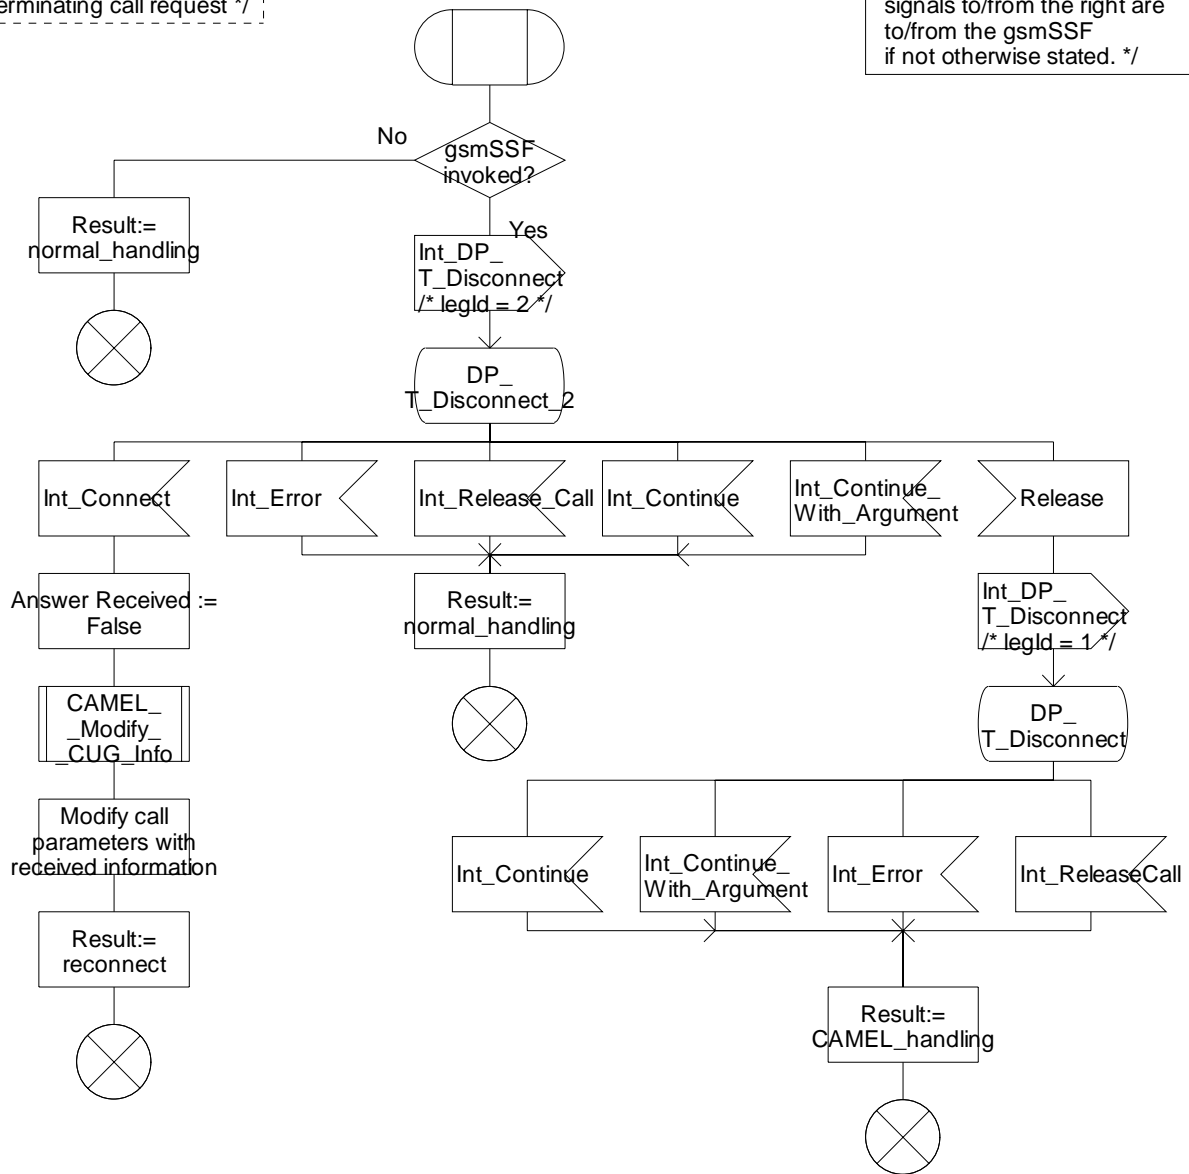 erminating call request */
signals to/from the right are
to/from the gsmSSF
if not otherwise stated. */
No
gsmSSF
invoked?
Yes
Result:=
normal_handling
Int_DP_
T_Disconnect
/* legId = 2 */
DP_
T_Disconnect_2
Int_Connect
Int_Error
Int_Release_Call
Int_Continue
Int_Continue_
With_Argument
Release
Answer Received :=
False
Result:=
normal_handling
Int_DP_
T_Disconnect
/* legId = 1 */
CAMEL_
_Modify_
_CUG_Info
DP_
T_Disconnect
Modify call
parameters with
received information
Int_Continue
Int_Continue_
With_Argument
Int_Error
Int_ReleaseCall
Result:=
reconnect
Result:=
CAMEL_handling